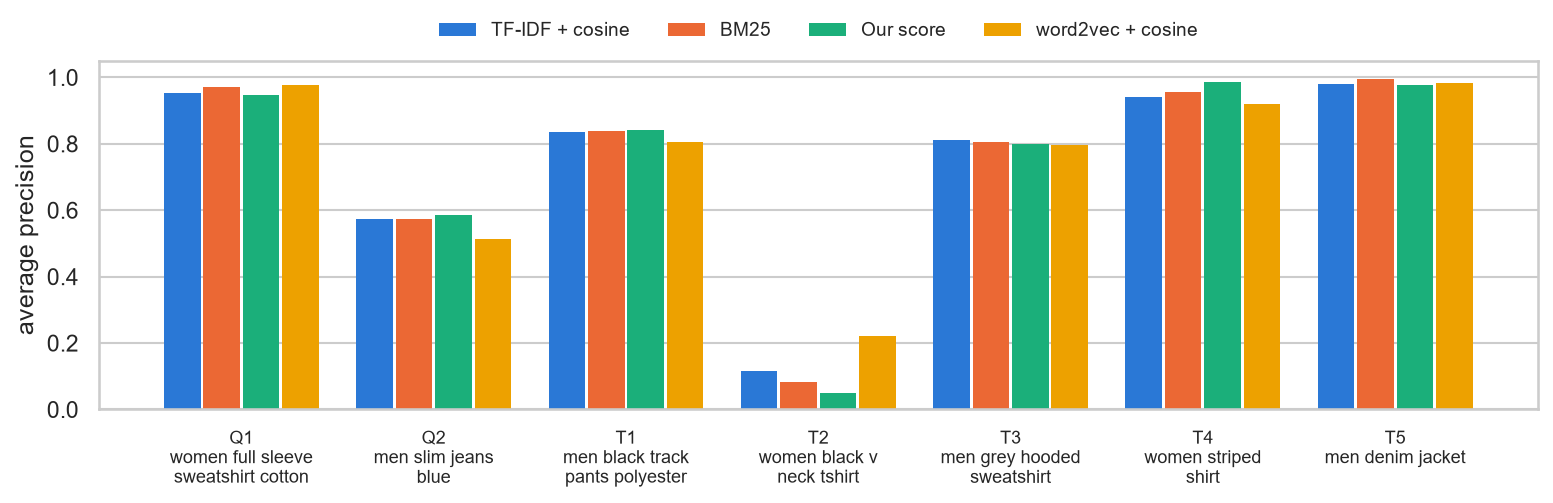 TF-IDF + cosine BM25 Our score word2vec + cosine
average precision
1.0
0.8
0.6
0.4
0.2
0.0
Q1
women full sleeve
sweatshirt cotton
Q2
men slim jeans
blue
T1
men black track
pants polyester
T2
women black v
neck tshirt
T3
men grey hooded
sweatshirt
T4
women striped
shirt
T5
men denim jacket